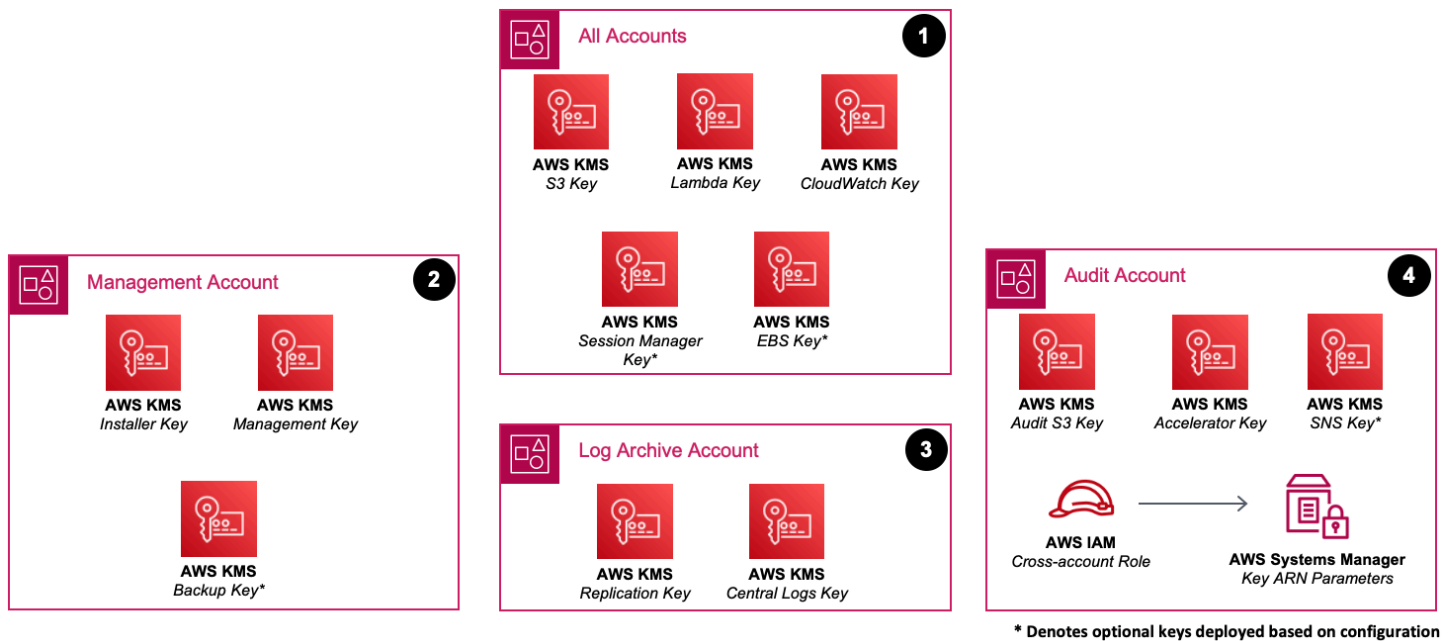 All Accounts
1
AWS KMS
S3 Key
AWS KMS
Lambda Key
AWS KMS
CloudWatch Key
AWS KMS
Session Manager
Key*
AWS KMS
EBS Key*
Management Account
2
AWS KMS
Installer Key
AWS KMS
Management Key
AWS KMS
Backup Key*
Log Archive Account
3
AWS KMS
Replication Key
AWS KMS
Central Logs Key
Audit Account
4
AWS KMS
Audit S3 Key
AWS KMS
Accelerator Key
AWS KMS
SNS Key*
AWS IAM
Cross-account Role
AWS Systems Manager
Key ARN Parameters
* Denotes optional keys deployed based on configuration